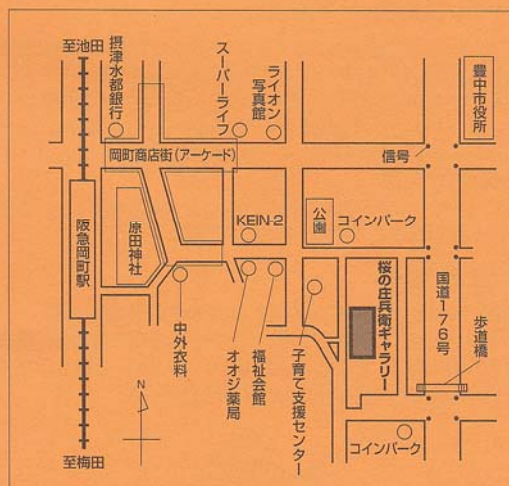 至池田
摂津水都銀行
スーパーライフ
ライオン
写真館
豊中市役所
岡町商店街(アーケード)
信号
阪急岡町駅
原田神社
KEIN-2
公園
コインパーク
桜の庄兵衛ギャラリー
国道176号
歩道橋
中外衣料
オオジ薬局
福祉会館
子育て支援センター
N
至梅田
コインパーク